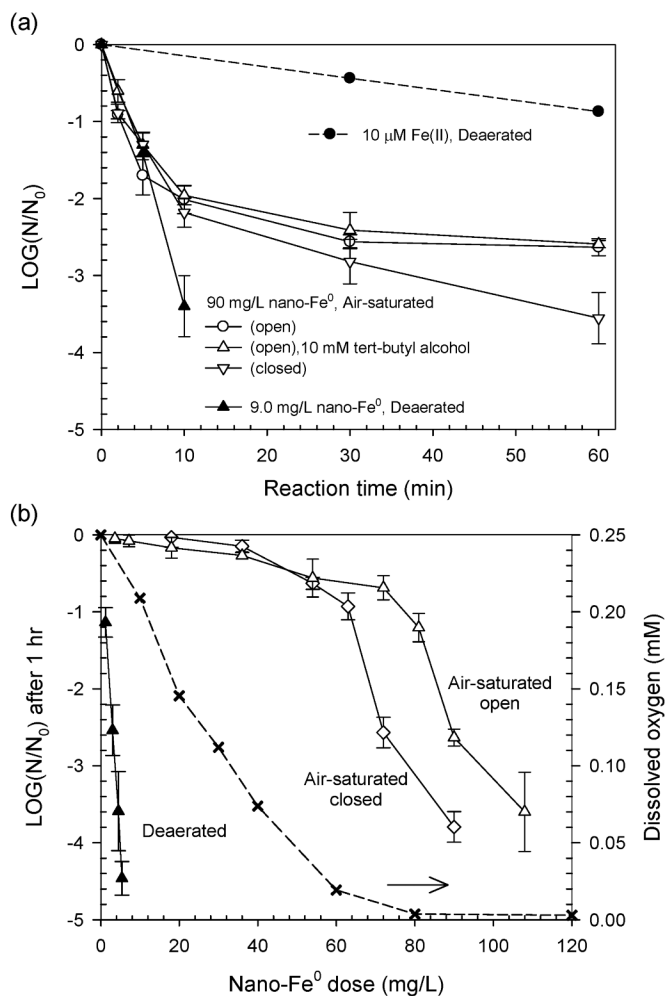 (a)
0
-1
-2
-3
-4
-5
LOG(N/N₀)
10 μM Fe(II), Deaerated
90 mg/L nano-Fe⁰, Air-saturated
(open)
(open),10 mM tert-butyl alcohol
(closed)
9.0 mg/L nano-Fe⁰, Deaerated
0 10 20 30 40 50 60
Reaction time (min)
(b)
0
-1
-2
-3
-4
-5
LOG(N/N₀) after 1 hr
Deaerated
Air-saturated
closed
Air-saturated
open
0.25
0.20
0.15
0.10
0.05
0.00
Dissolved oxygen (mM)
0 20 40 60 80 100 120
Nano-Fe⁰ dose (mg/L)